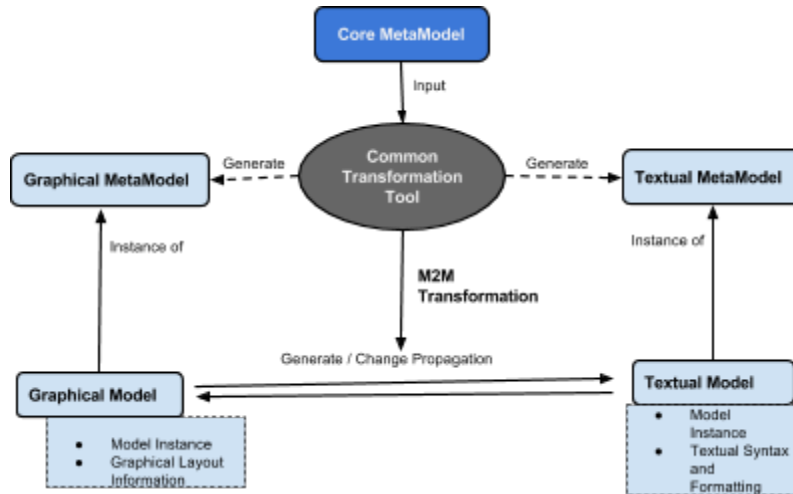 Core MetaModel
Input
Generate
Common
Transformation
Tool
Generate
Graphical MetaModel
Textual MetaModel
Instance of
Instance of
M2M
Transformation
Generate / Change Propagation
Graphical Model
Textual Model
● Model Instance
● Graphical Layout
Information
● Model
Instance
● Textual Syntax
and
Formatting